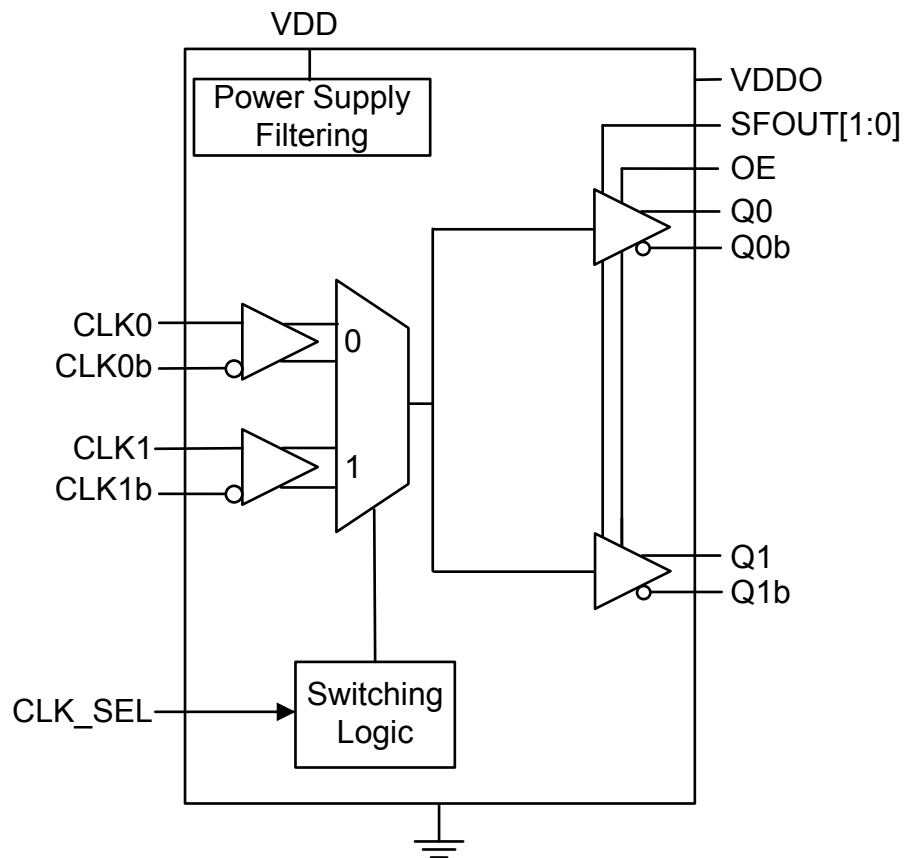 VDD
Power Supply
Filtering
VDDO
SFOUT[1:0]
OE
Q0
Q0b
CLK0
CLK0b
0
CLK1
CLK1b
1
Q1
Q1b
CLK_SEL
Switching
Logic